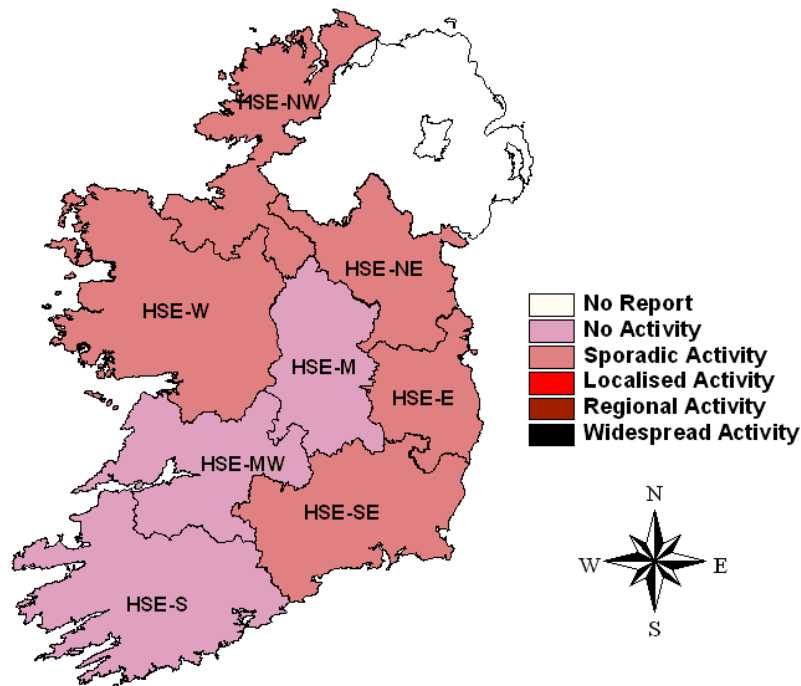 HSE-NW
HSE-NE
HSE-W
HSE-M
HSE-E
HSE-MW
HSE-SE
HSE-S
No Report
No Activity
Sporadic Activity
Localised Activity
Regional Activity
Widespread Activity
N
W E
S